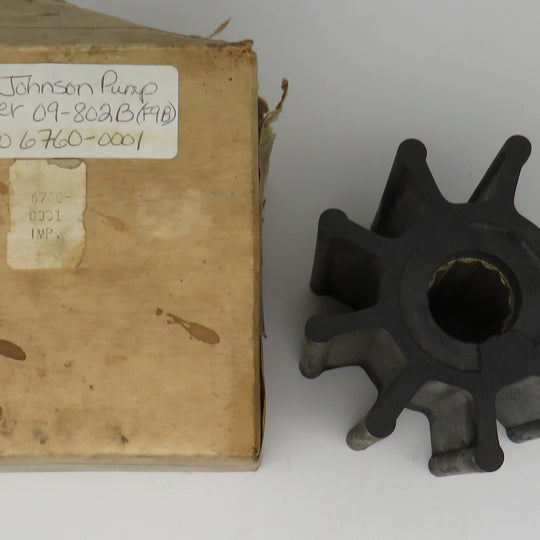 Johnson Pump
er 09-802B (F9B)
0 6760-0001
6760-
0001
IMP.